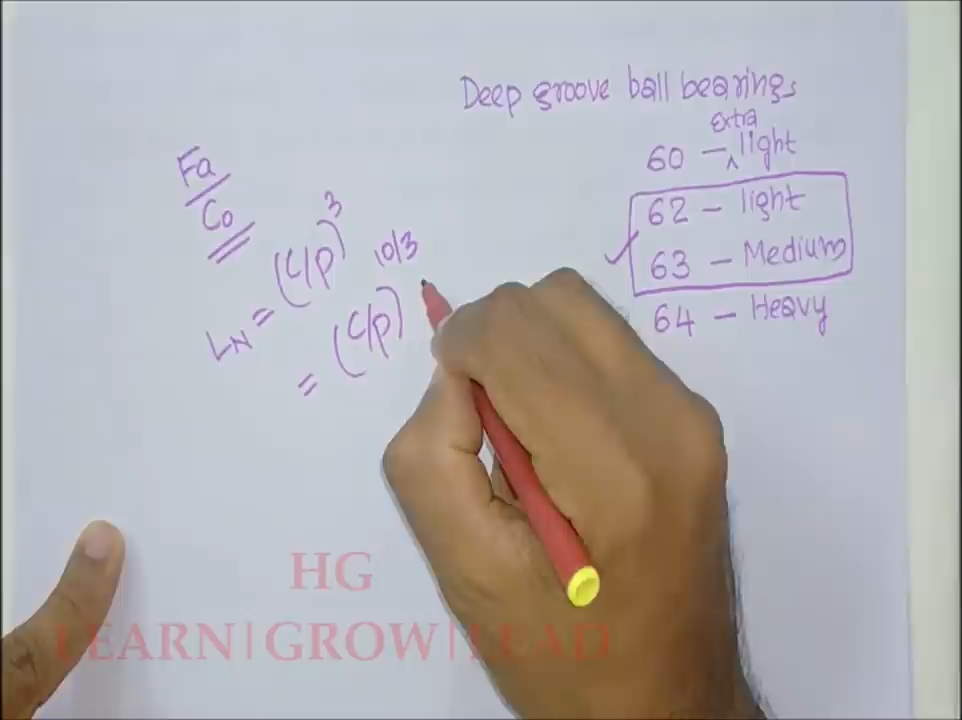 Deep groove ball bearings
60 – extra light
62 – light
63 – Medium
64 – Heavy
Fa/Co
LN = (C/P)^3
= (C/P)^10/3
HG
LEARN|GROW|LEAD